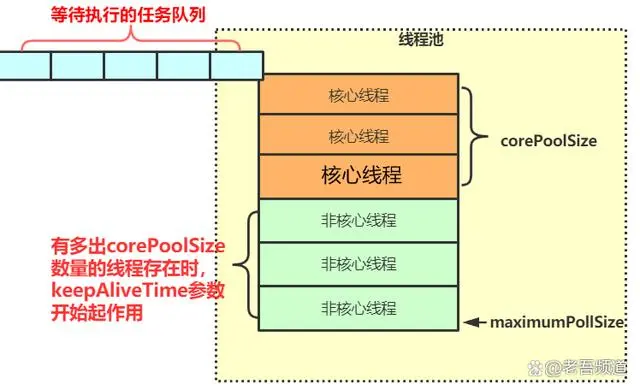 等待执行的任务队列
线程池
核心线程
核心线程
核心线程
corePoolSize
非核心线程
非核心线程
非核心线程
有多出corePoolSize
数量的线程存在时，
keepAliveTime参数
开始起作用
maximumPollSize
老吾频道